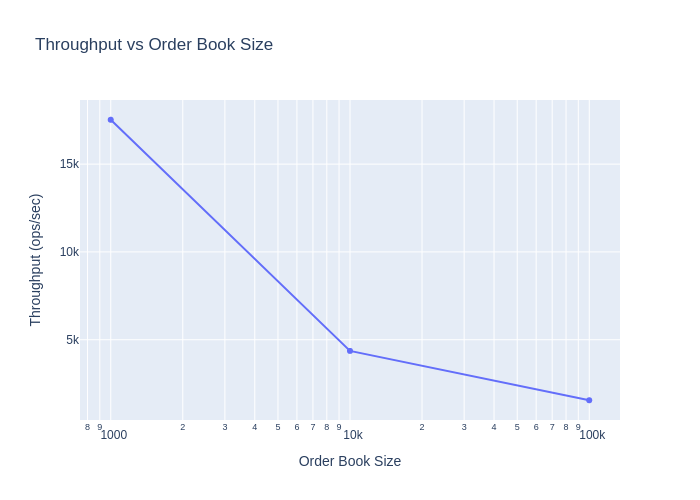 Throughput vs Order Book Size
Throughput (ops/sec)
15k
10k
5k
8 9 1000 2 3 4 5 6 7 8 9 10k 2 3 4 5 6 7 8 9 100k
Order Book Size